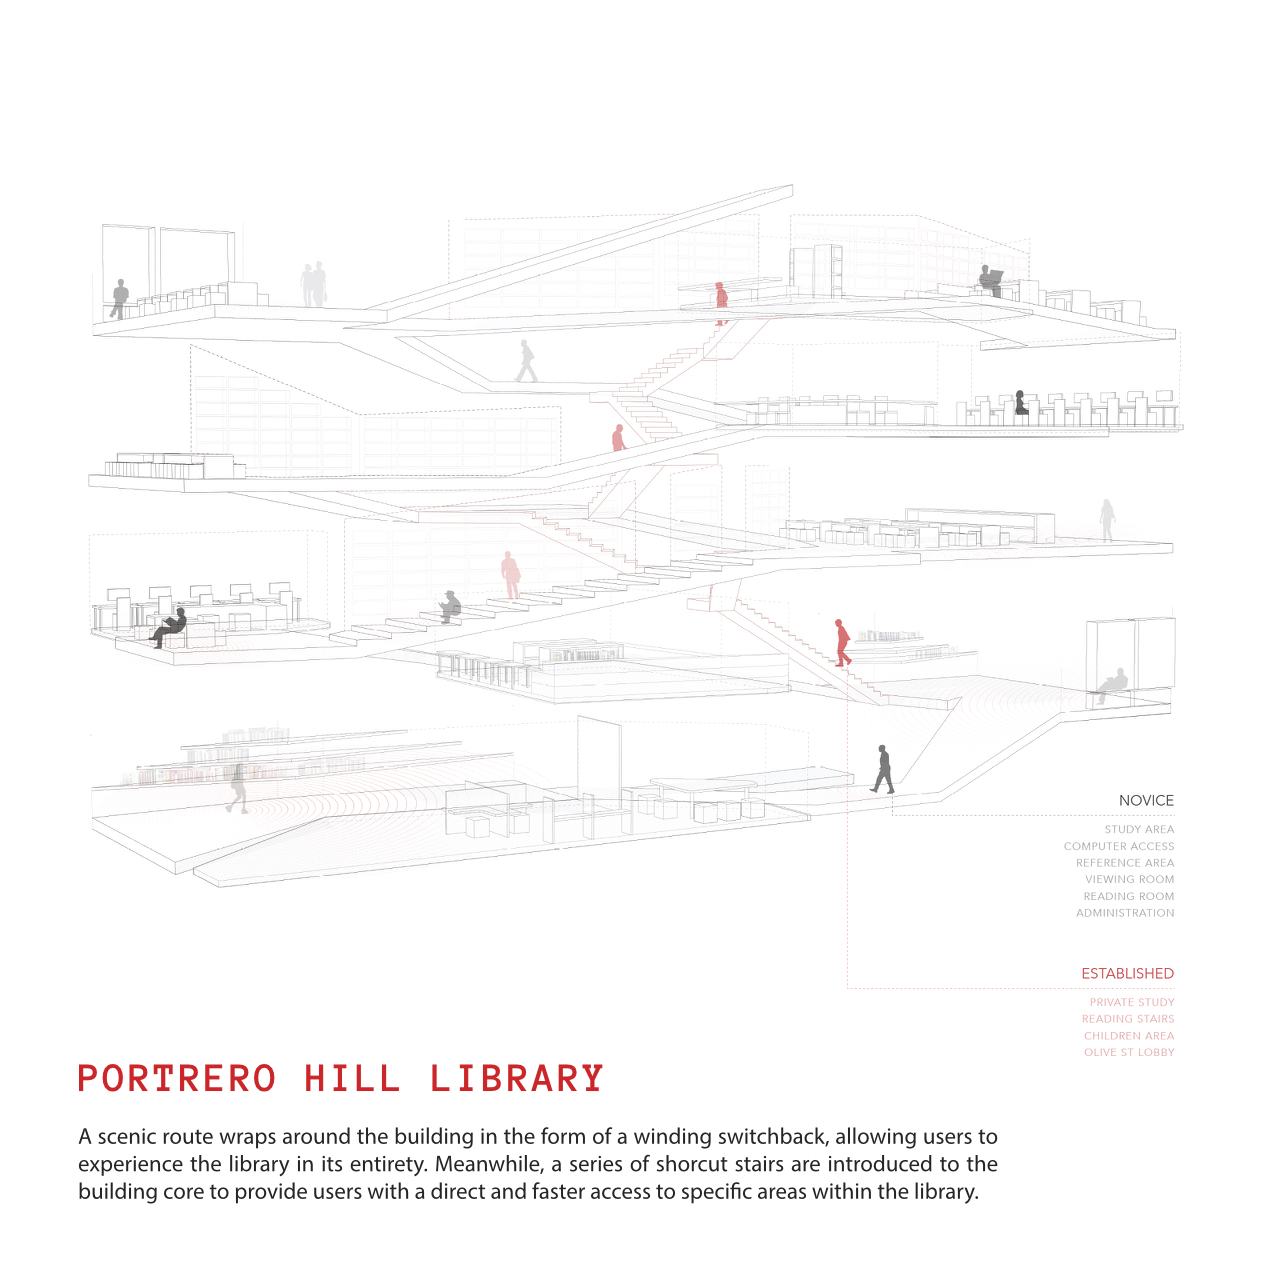 NOVICE
STUDY AREA
COMPUTER ACCESS
REFERENCE AREA
VIEWING ROOM
READING ROOM
ADMINISTRATION
ESTABLISHED
PRIVATE STUDY
READING STAIRS
CHILDREN AREA
OLIVE ST LOBBY
PORTRERO HILL LIBRARY
A scenic route wraps around the building in the form of a winding switchback, allowing users to
experience the library in its entirety. Meanwhile, a series of shorcut stairs are introduced to the
building core to provide users with a direct and faster access to specific areas within the library.